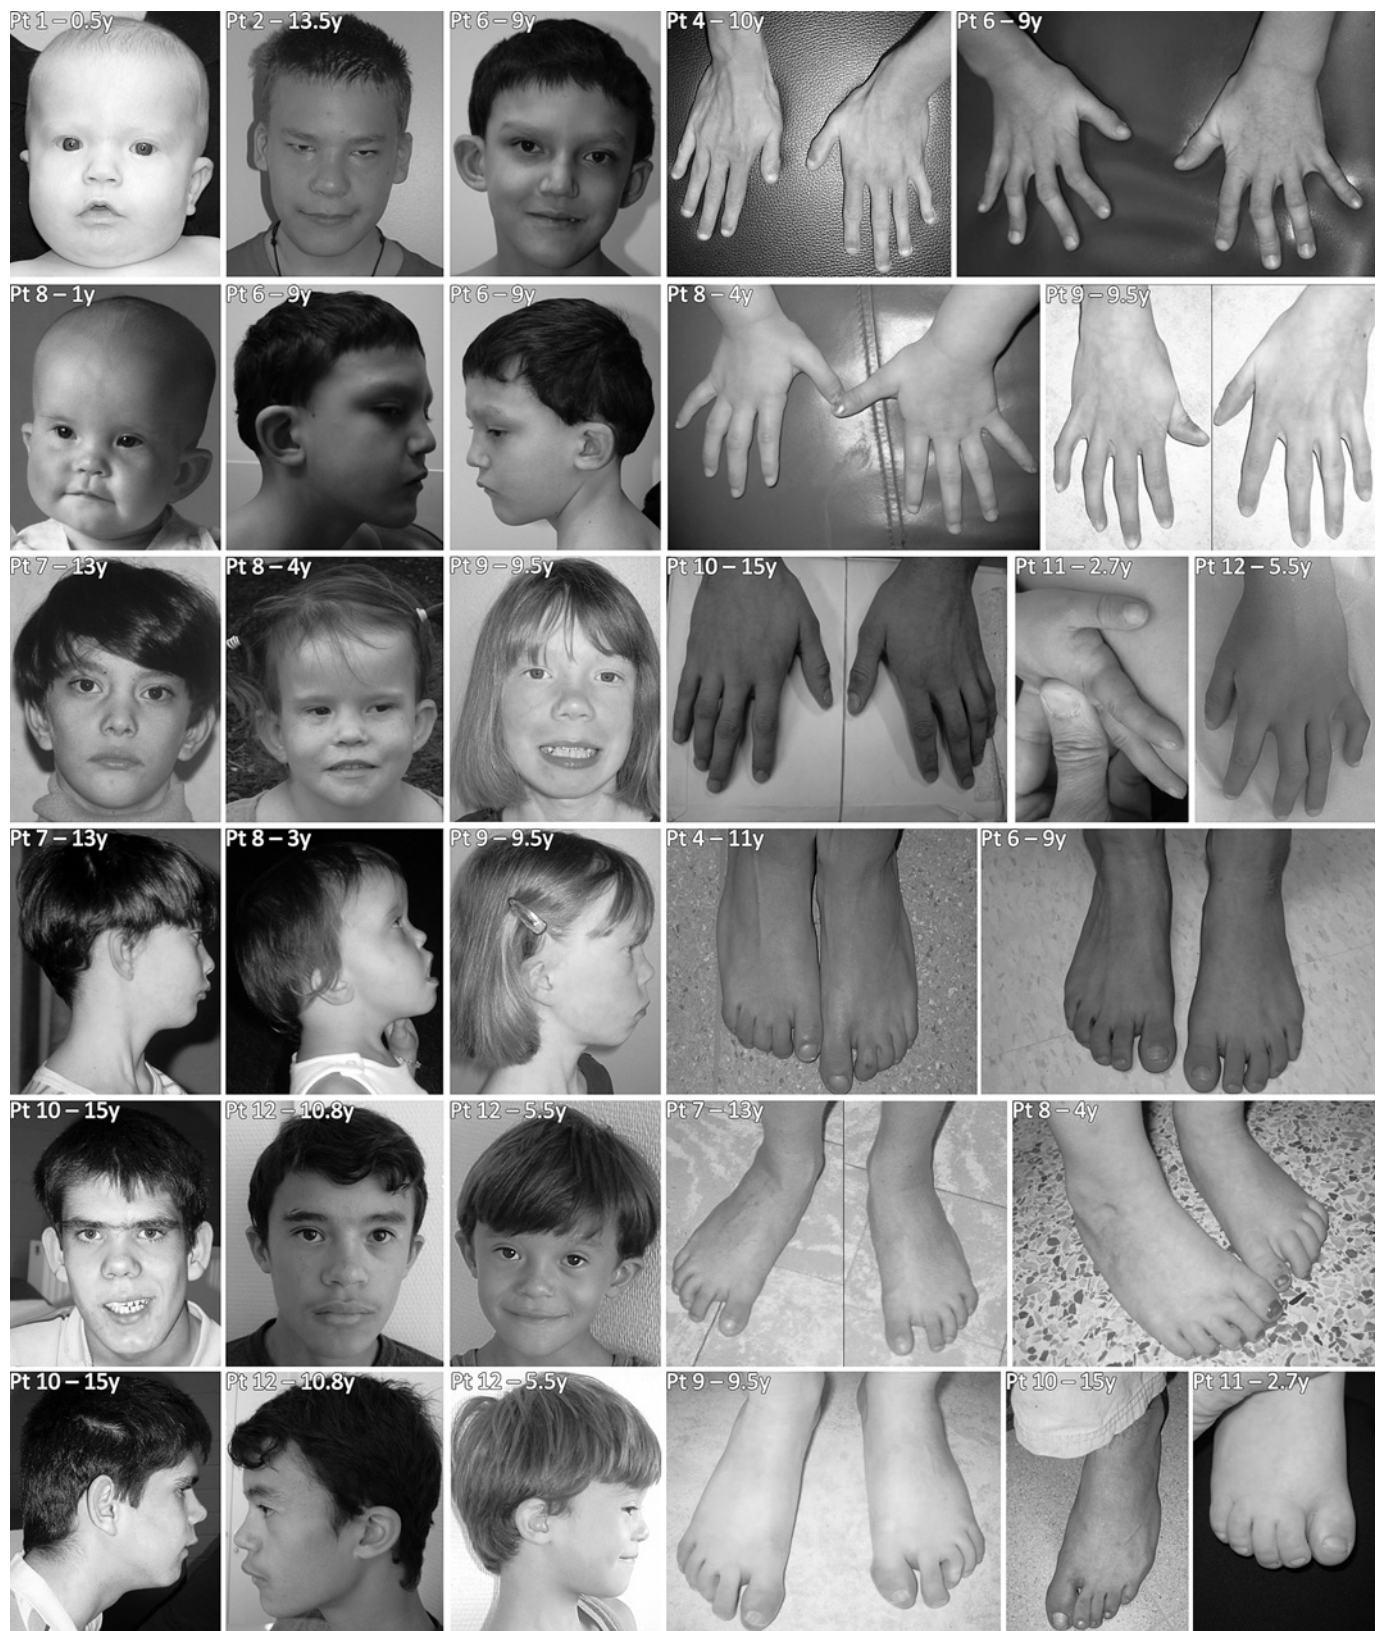 Pt 1 – 0.5y
Pt 2 – 13.5y
Pt 6 – 9y
Pt 4 – 10y
Pt 6 – 9y
Pt 8 – 1y
Pt 6 – 9y
Pt 6 – 9y
Pt 8 – 4y
Pt 9 – 9.5y
Pt 7 – 13y
Pt 8 – 4y
Pt 9 – 9.5y
Pt 10 – 15y
Pt 11 – 2.7y
Pt 12 – 5.5y
Pt 7 – 13y
Pt 8 – 3y
Pt 9 – 9.5y
Pt 4 – 11y
Pt 6 – 9y
Pt 10 – 15y
Pt 12 – 10.8y
Pt 12 – 5.5y
Pt 7 – 13y
Pt 8 – 4y
Pt 10 – 15y
Pt 12 – 10.8y
Pt 12 – 5.5y
Pt 9 – 9.5y
Pt 10 – 15y
Pt 11 – 2.7y